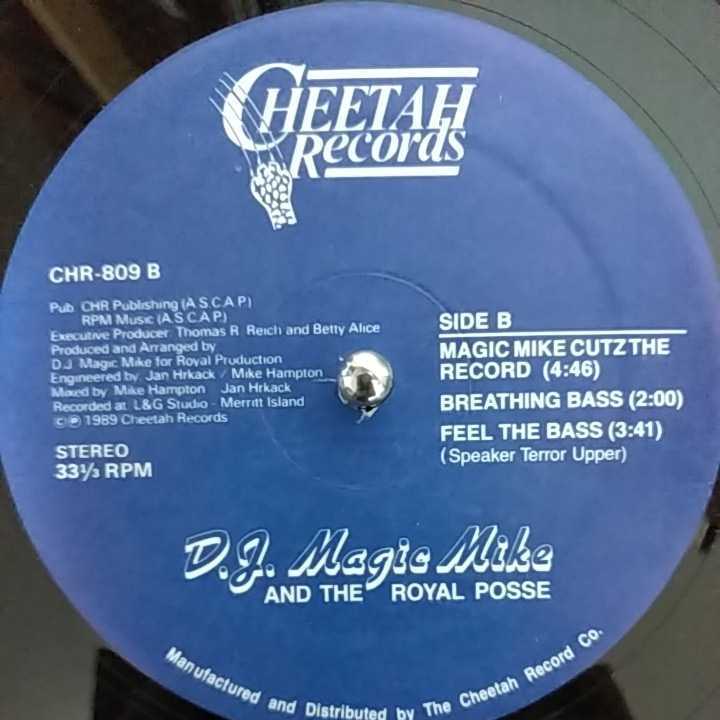 CHEETAH
Records
CHR-809 B
Pub. CHR Publishing (A S C A P)
RPM Music (A S C A P)
Executive Producer: Thomas R. Reich and Betty Alice
Produced and Arranged by
D.J. Magic Mike for Royal Production
Engineered by: Jan Hrkack / Mike Hampton
Mixed by: Mike Hampton Jan Hrkack
Recorded at: L&G Studio - Merritt Island
©℗ 1989 Cheetah Records
STEREO
33⅓ RPM
SIDE B
MAGIC MIKE CUTZ THE
RECORD (4:46)
BREATHING BASS (2:00)
FEEL THE BASS (3:41)
(Speaker Terror Upper)
D.J. Magic Mike
AND THE ROYAL POSSE
Manufactured and Distributed by The Cheetah Record Co.